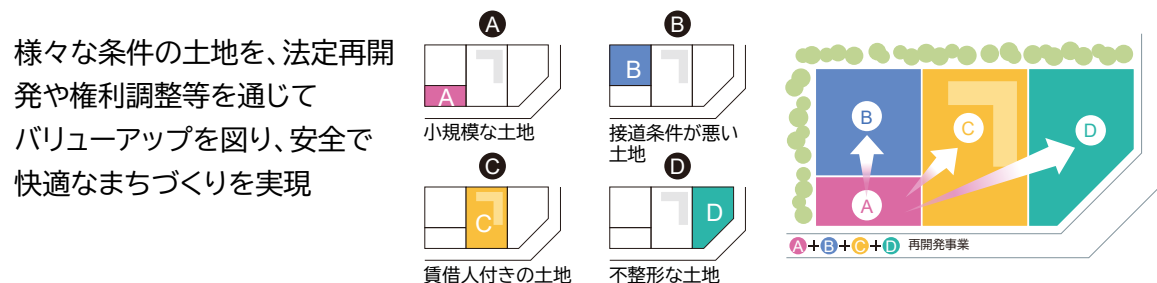 様々な条件の土地を、法定再開
発や権利調整等を通じて
バリューアップを図り、安全で
快適なまちづくりを実現
A
A
小規模な土地
B
B
接道条件が悪い
土地
C
C
賃借人付きの土地
D
D
不整形な土地
B
C
D
A
A+B+C+D 再開発事業